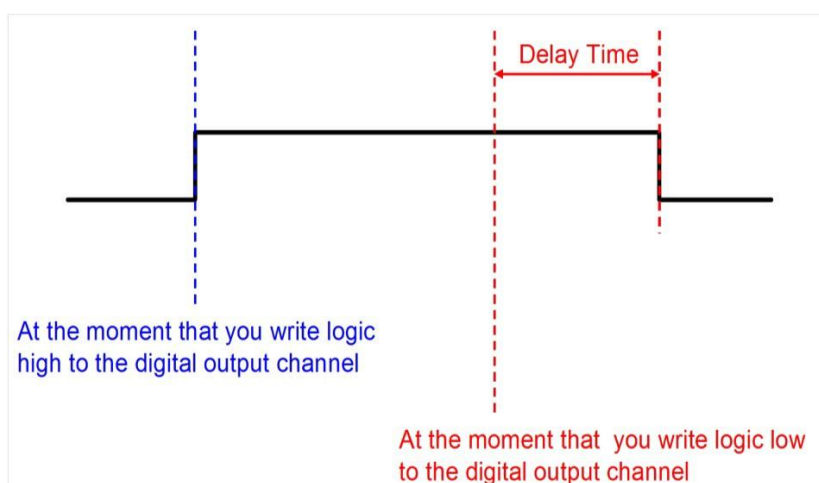 Delay Time
At the moment that you write logic
high to the digital output channel
At the moment that you write logic low
to the digital output channel